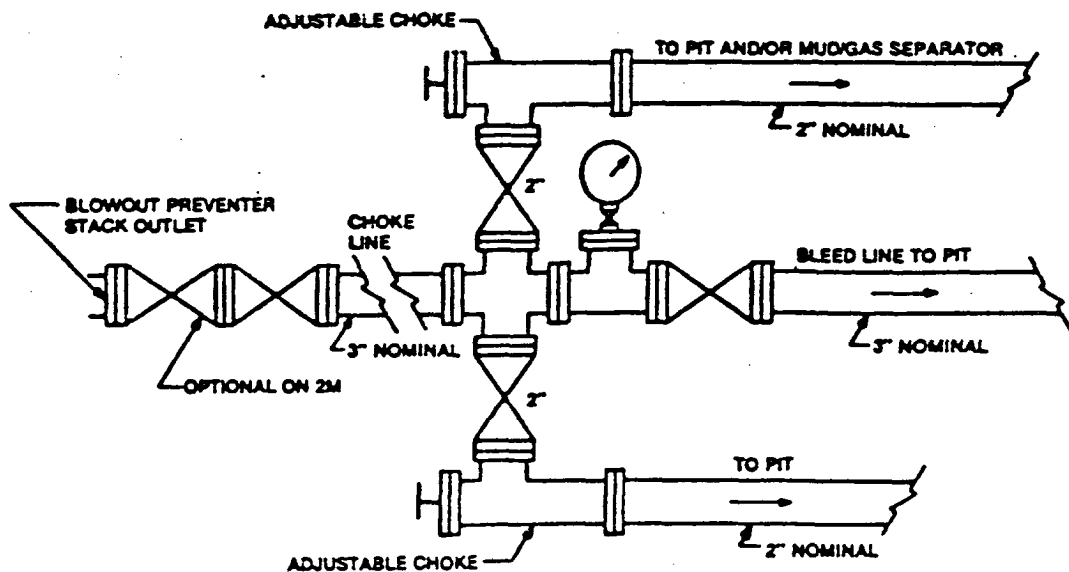 ADJUSTABLE CHOKE
TO PIT AND/OR MUD/GAS SEPARATOR
2" NOMINAL
2"
BLOWOUT PREVENTER
STACK OUTLET
CHOKE
LINE
BLEED LINE TO PIT
3" NOMINAL
3" NOMINAL
OPTIONAL ON 2M
2"
TO PIT
2" NOMINAL
ADJUSTABLE CHOKE